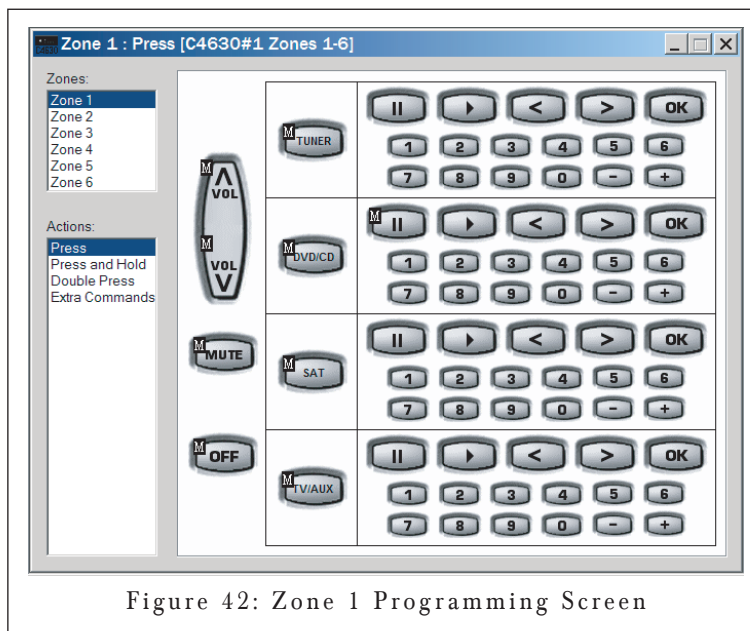 Zone 1 : Press [C4630#1 Zones 1-6]
Zones:
Zone 1
Zone 2
Zone 3
Zone 4
Zone 5
Zone 6
Actions:
Press
Press and Hold
Double Press
Extra Commands
M
VOL
M
VOL
M MUTE
M OFF
M TUNER
II < > OK
1 2 3 4 5 6
7 8 9 0 - +
M DVD/CD
M II < > OK
1 2 3 4 5 6
7 8 9 0 - +
M SAT
II < > OK
1 2 3 4 5 6
7 8 9 0 - +
M TV/AUX
II < > OK
1 2 3 4 5 6
7 8 9 0 - +
Figure 42: Zone 1 Programming Screen